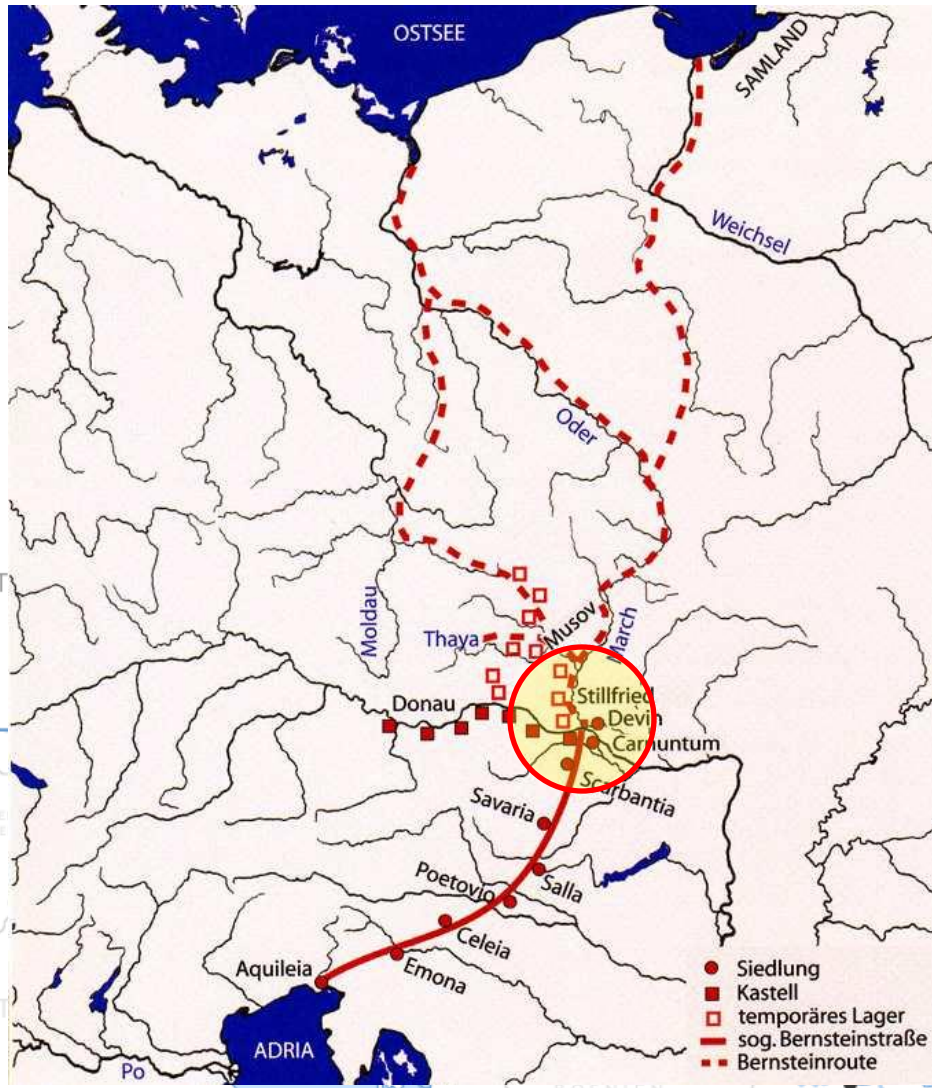 OSTSEE
SAMLAND
Weichsel
Oder
Moldau
Thaya
Musov
March
Donau
Stillfried
Devin
Carnuntum
Scarbantia
Savaria
Salla
Poetovio
Celeia
Emona
Aquileia
ADRIA
Po
Siedlung
Kastell
temporäres Lager
sog. Bernsteinstraße
Bernsteinroute